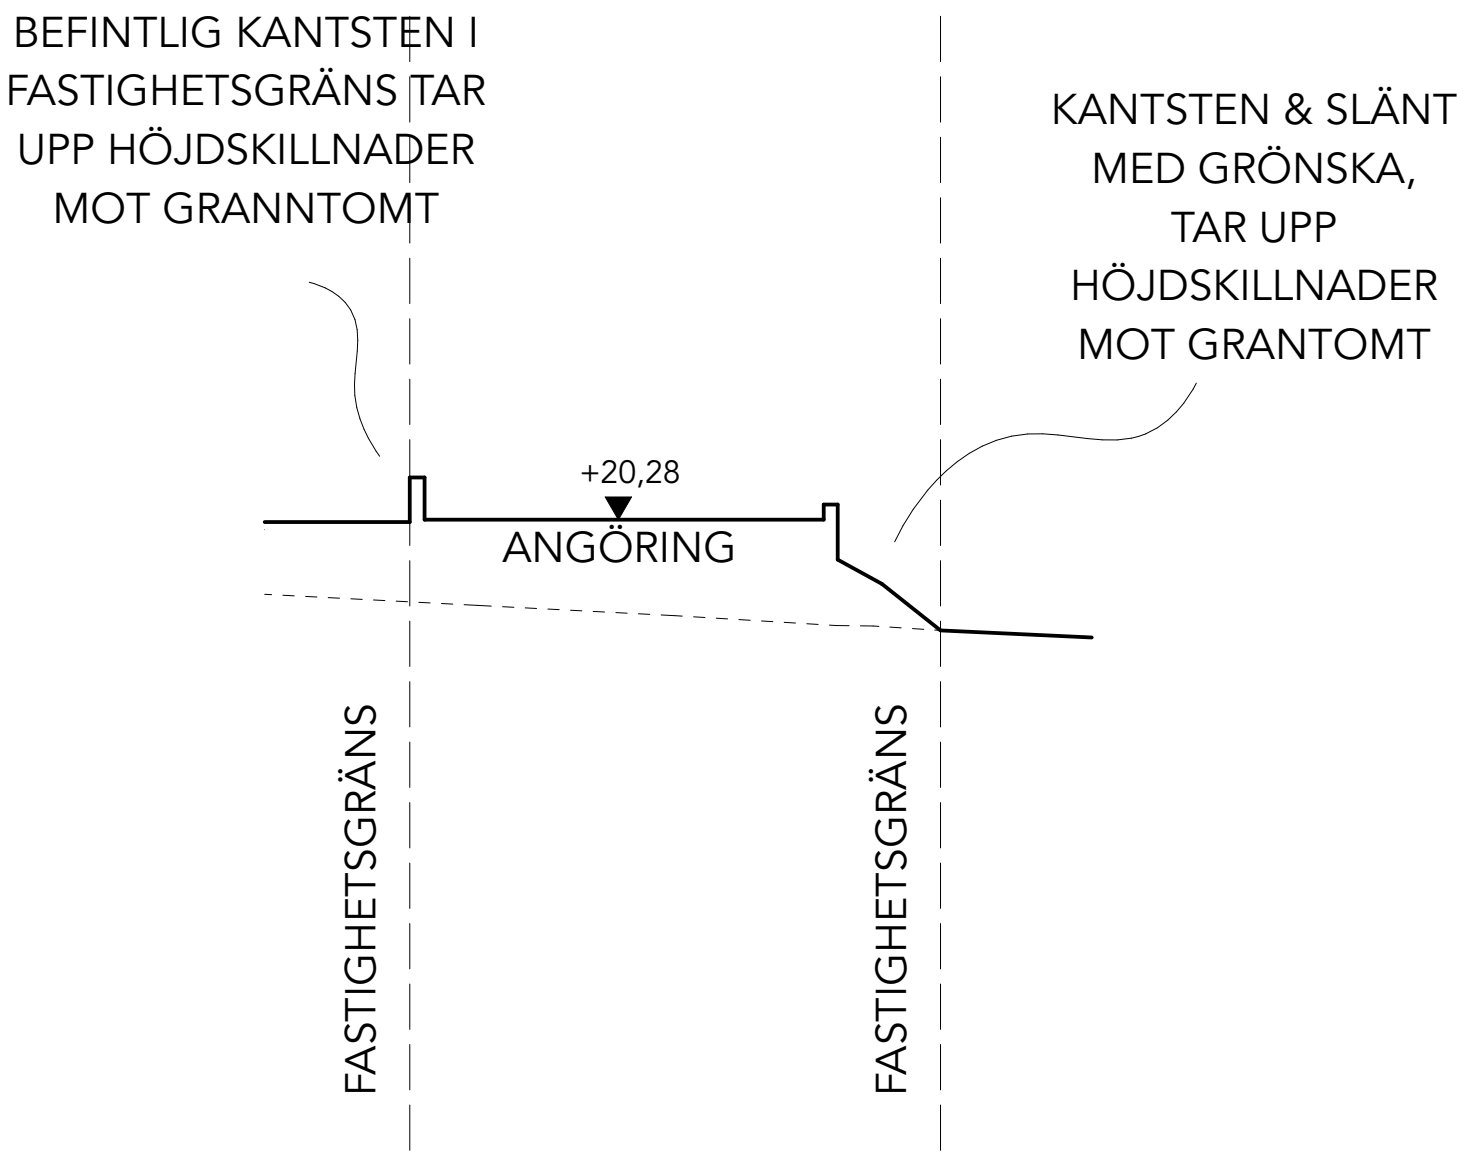 BEFINTLIG KANTSTEN I
FASTIGHETSGRÄNS TAR
UPP HÖJDSKILLNADER
MOT GRANNTOMT
KANTSTEN & SLÄNT
MED GRÖNSKA,
TAR UPP
HÖJDSKILLNADER
MOT GRANTOMT
+20,28
ANGÖRING
FASTIGHETSGRÄNS
FASTIGHETSGRÄNS